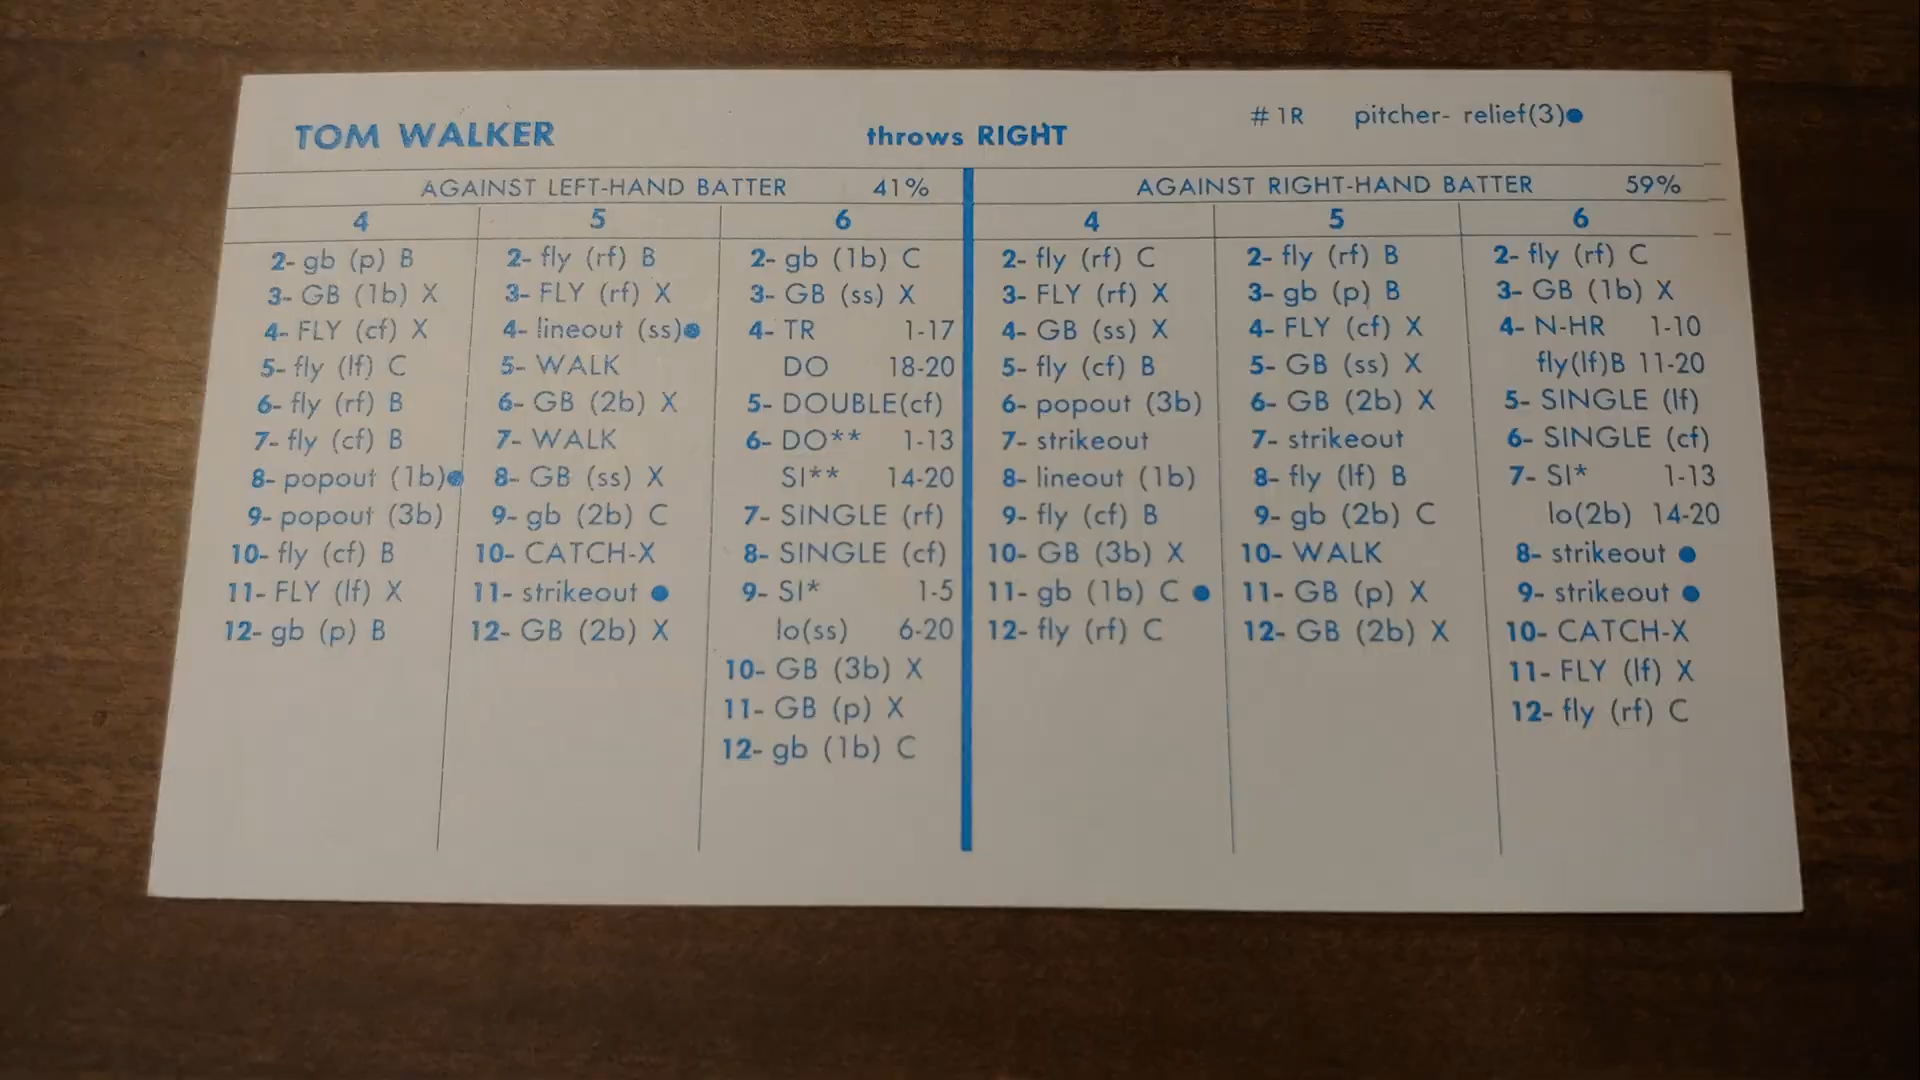 TOM WALKER throws RIGHT # 1R pitcher- relief(3)●
AGAINST LEFT-HAND BATTER 41%
4 5 6
2- gb (p) B 2- fly (rf) B 2- gb (1b) C
3- GB (1b) X 3- FLY (rf) X 3- GB (ss) X
4- FLY (cf) X 4- lineout (ss)● 4- TR 1-17
5- fly (lf) C 5- WALK DO 18-20
6- fly (rf) B 6- GB (2b) X 5- DOUBLE(cf)
7- fly (cf) B 7- WALK 6- DO** 1-13
8- popout (1b)● 8- GB (ss) X SI** 14-20
9- popout (3b) 9- gb (2b) C 7- SINGLE (rf)
10- fly (cf) B 10- CATCH-X 8- SINGLE (cf)
11- FLY (lf) X 11- strikeout ● 9- SI* 1-5
12- gb (p) B 12- GB (2b) X lo(ss) 6-20
10- GB (3b) X
11- GB (p) X
12- gb (1b) C
AGAINST RIGHT-HAND BATTER 59%
4 5 6
2- fly (rf) C 2- fly (rf) B 2- fly (rf) C
3- FLY (rf) X 3- gb (p) B 3- GB (1b) X
4- GB (ss) X 4- FLY (cf) X 4- N-HR 1-10
5- fly (cf) B 5- GB (ss) X fly(lf)B 11-20
6- popout (3b) 6- GB (2b) X 5- SINGLE (lf)
7- strikeout 7- strikeout 6- SINGLE (cf)
8- lineout (1b) 8- fly (lf) B 7- SI* 1-13
9- fly (cf) B 9- gb (2b) C lo(2b) 14-20
10- GB (3b) X 10- WALK 8- strikeout ●
11- gb (1b) C ● 11- GB (p) X 9- strikeout ●
12- fly (rf) C 12- GB (2b) X 10- CATCH-X
11- FLY (lf) X
12- fly (rf) C